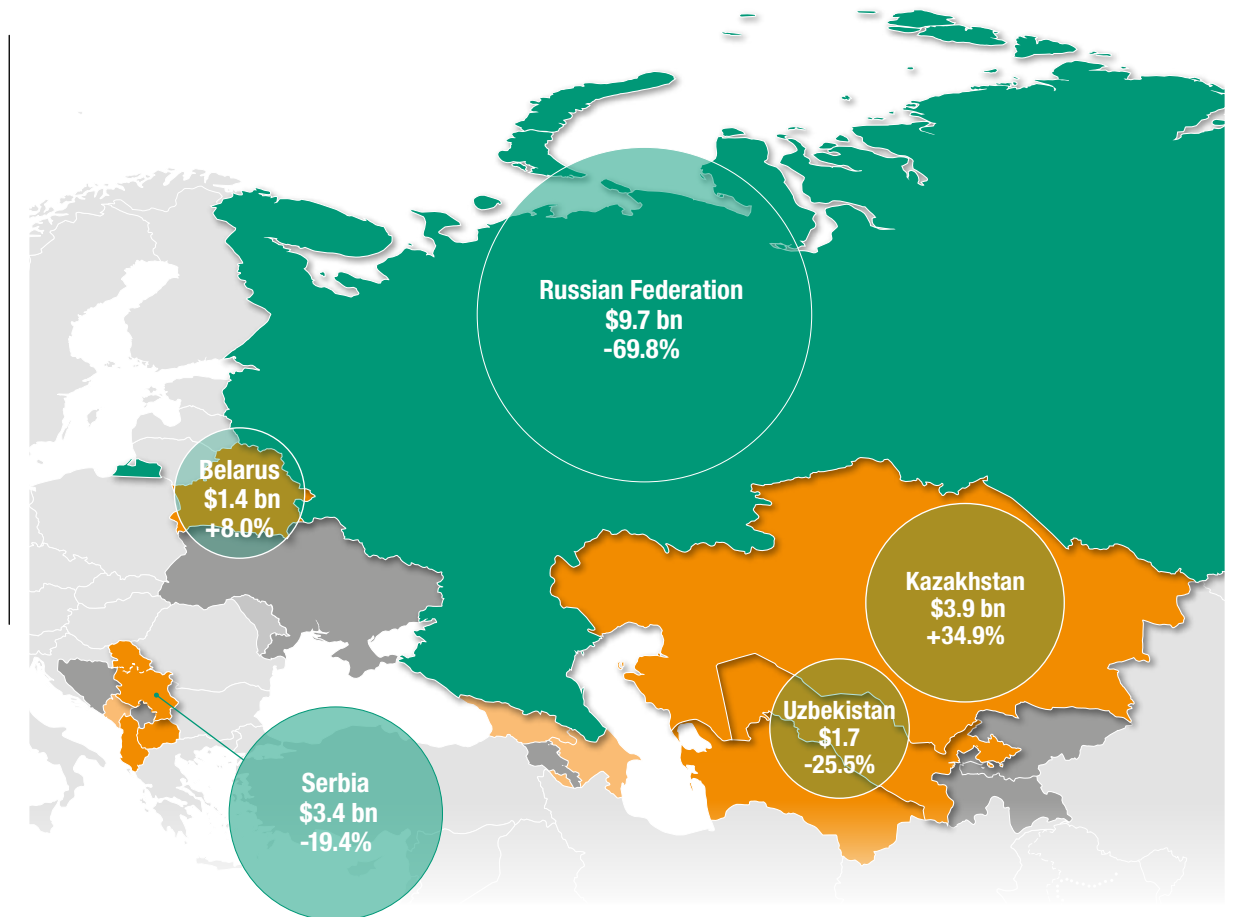 Russian Federation
$9.7 bn
-69.8%
Belarus
$1.4 bn
+8.0%
Kazakhstan
$3.9 bn
+34.9%
Uzbekistan
$1.7
-25.5%
Serbia
$3.4 bn
-19.4%